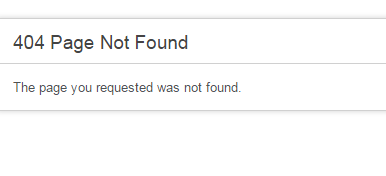 404 Page Not Found
The page you requested was not found.